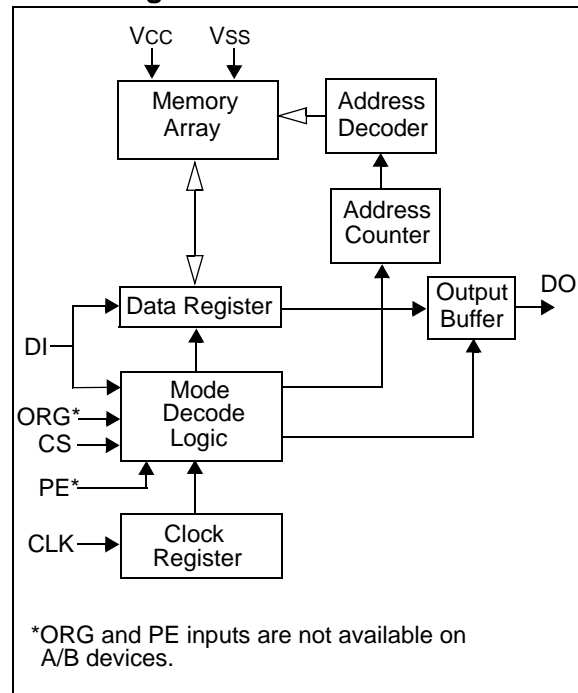 VCC
VSS
Memory
Array
Address
Decoder
Address
Counter
Data Register
Output
Buffer
DO
DI
Mode
Decode
Logic
ORG*
CS
PE*
CLK
Clock
Register
*ORG and PE inputs are not available on
A/B devices.